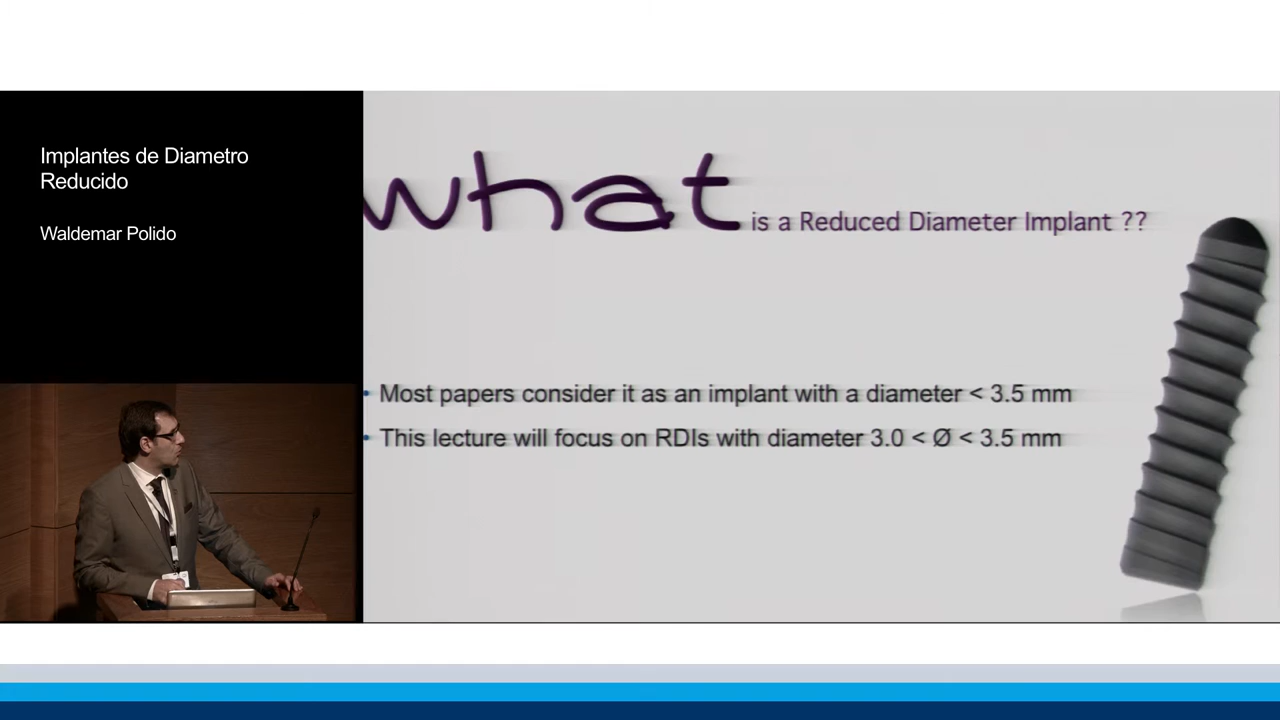 Implantes de Diametro
Reducido
Waldemar Polido
what is a Reduced Diameter Implant ??
• Most papers consider it as an implant with a diameter < 3.5 mm
• This lecture will focus on RDIs with diameter 3.0 < Ø < 3.5 mm